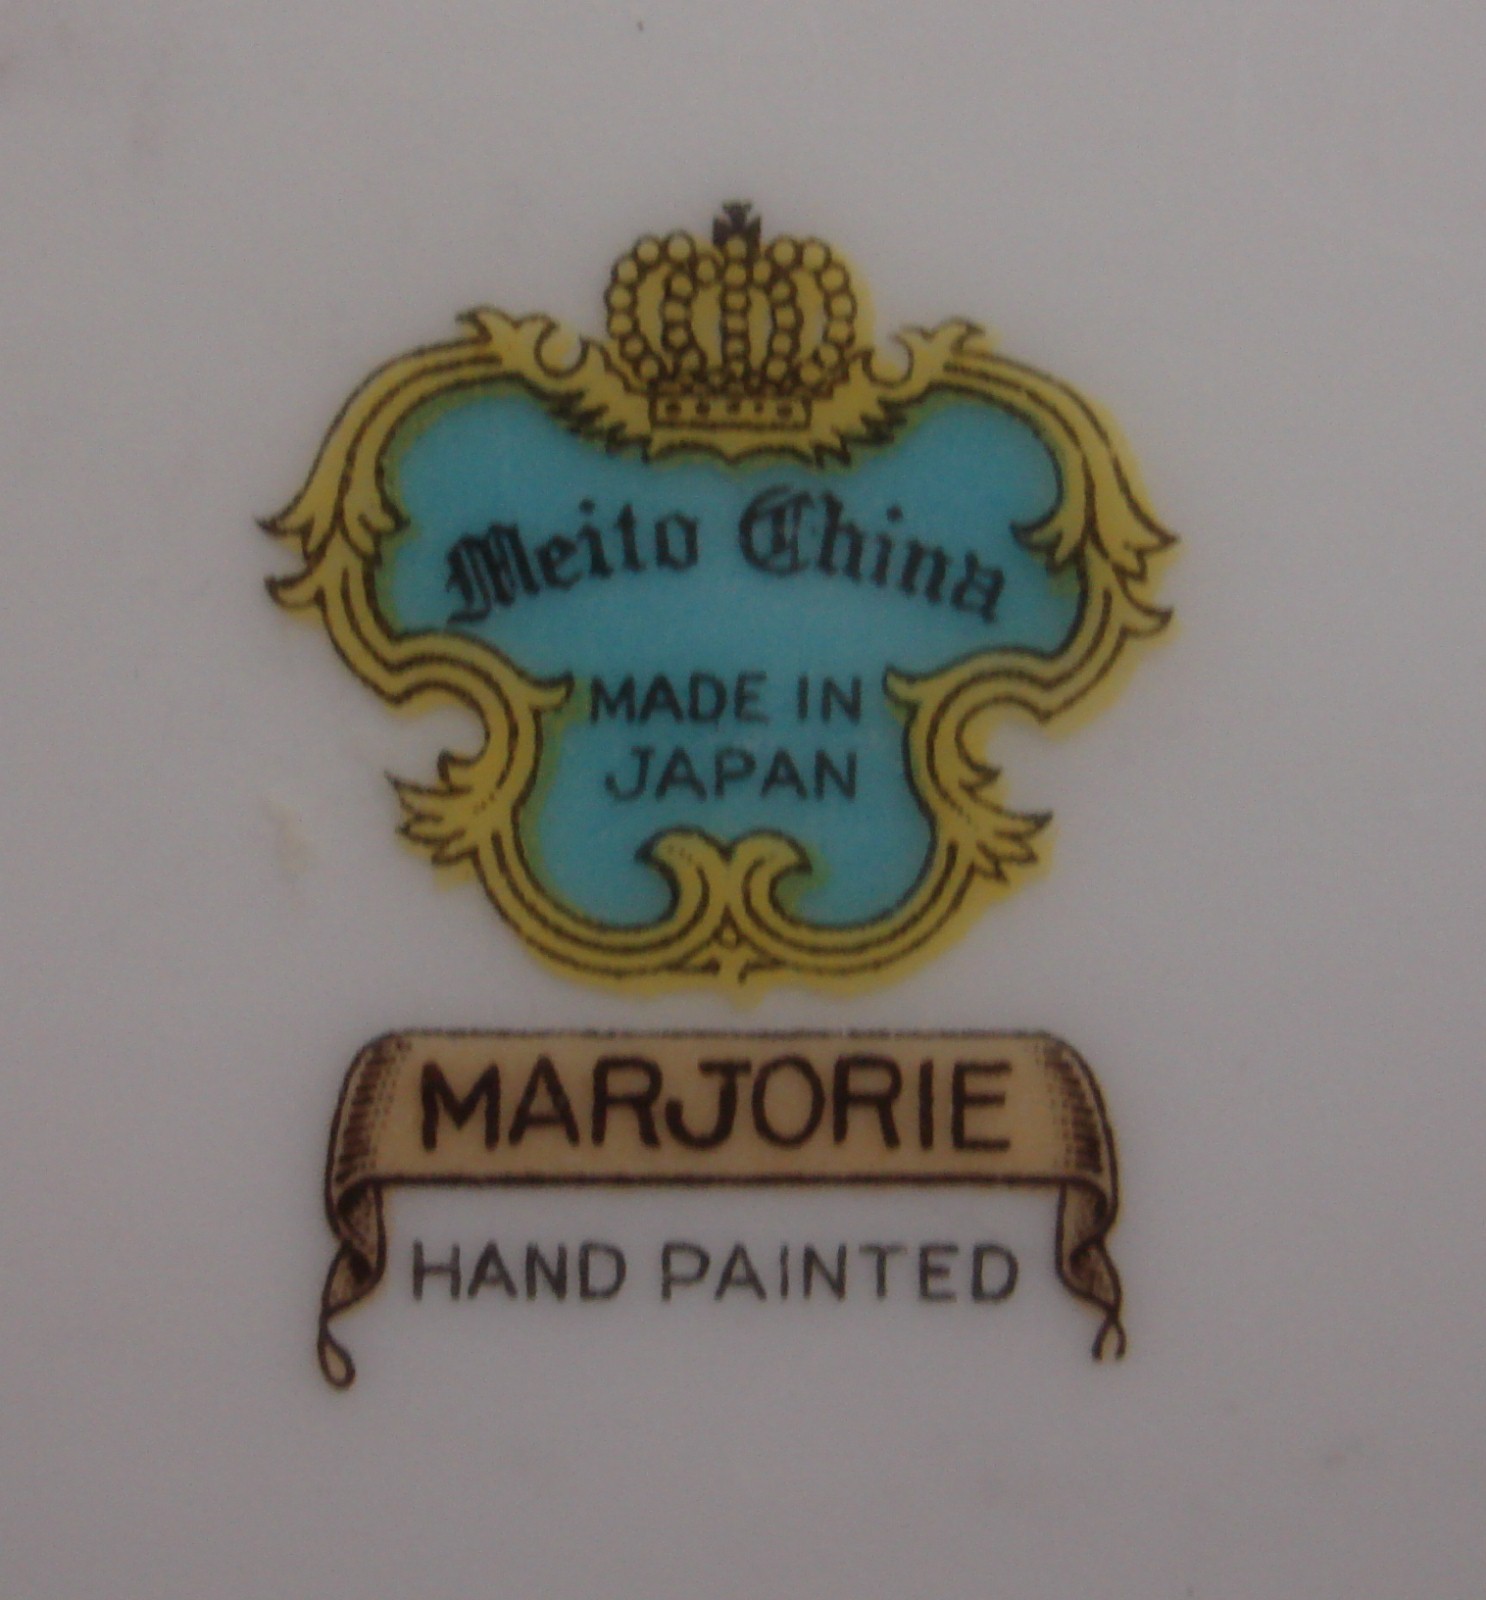 Meito China
MADE IN
JAPAN
MARJORIE
HAND PAINTED